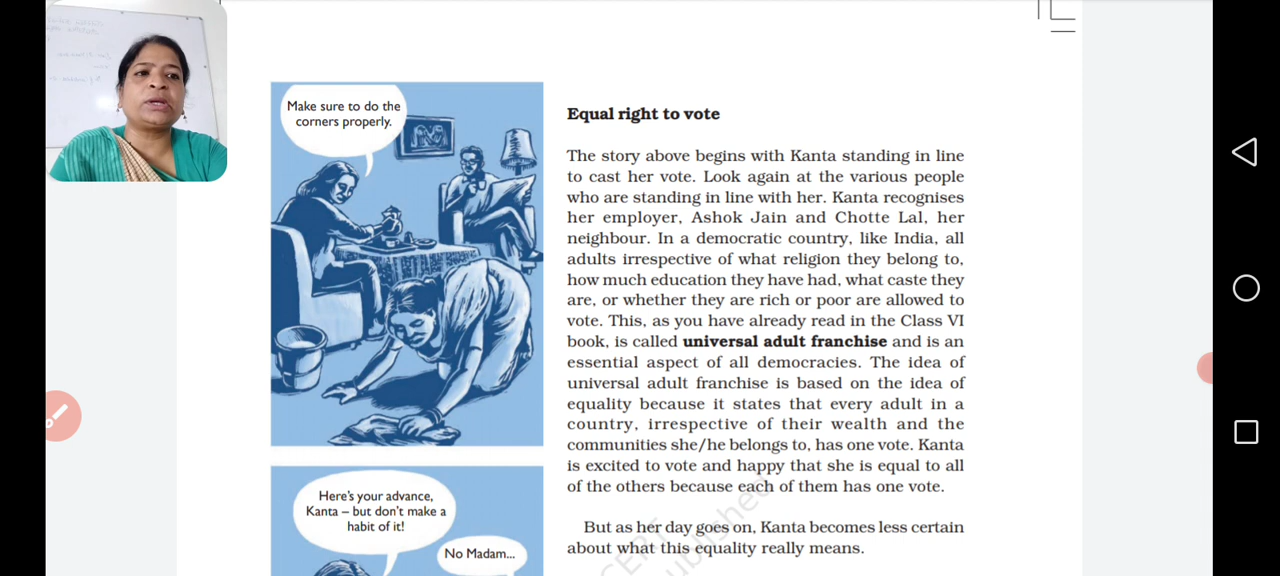 Make sure to do the
corners properly.
Equal right to vote
The story above begins with Kanta standing in line
to cast her vote. Look again at the various people
who are standing in line with her. Kanta recognises
her employer, Ashok Jain and Chotte Lal, her
neighbour. In a democratic country, like India, all
adults irrespective of what religion they belong to,
how much education they have had, what caste they
are, or whether they are rich or poor are allowed to
vote. This, as you have already read in the Class VI
book, is called universal adult franchise and is an
essential aspect of all democracies. The idea of
universal adult franchise is based on the idea of
equality because it states that every adult in a
country, irrespective of their wealth and the
communities she/he belongs to, has one vote. Kanta
is excited to vote and happy that she is equal to all
of the others because each of them has one vote.
But as her day goes on, Kanta becomes less certain
about what this equality really means.
Here's your advance,
Kanta – but don't make a
habit of it!
No Madam...